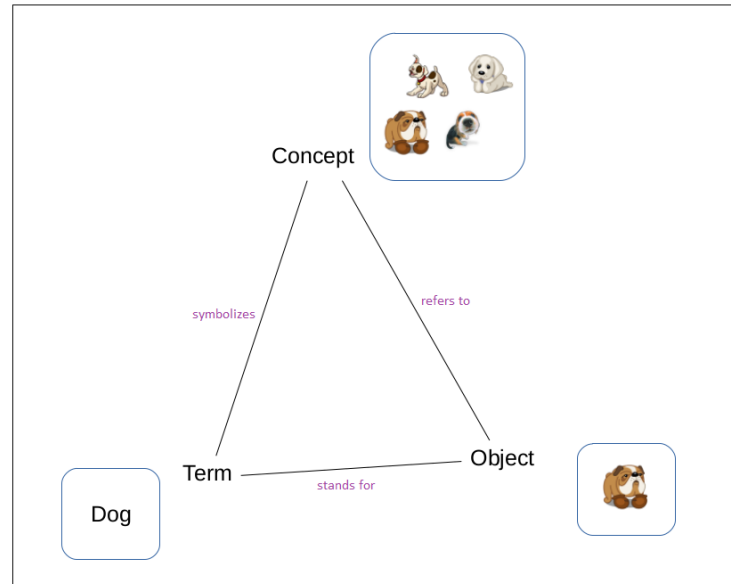 Concept
symbolizes
refers to
Term
Object
stands for
Dog